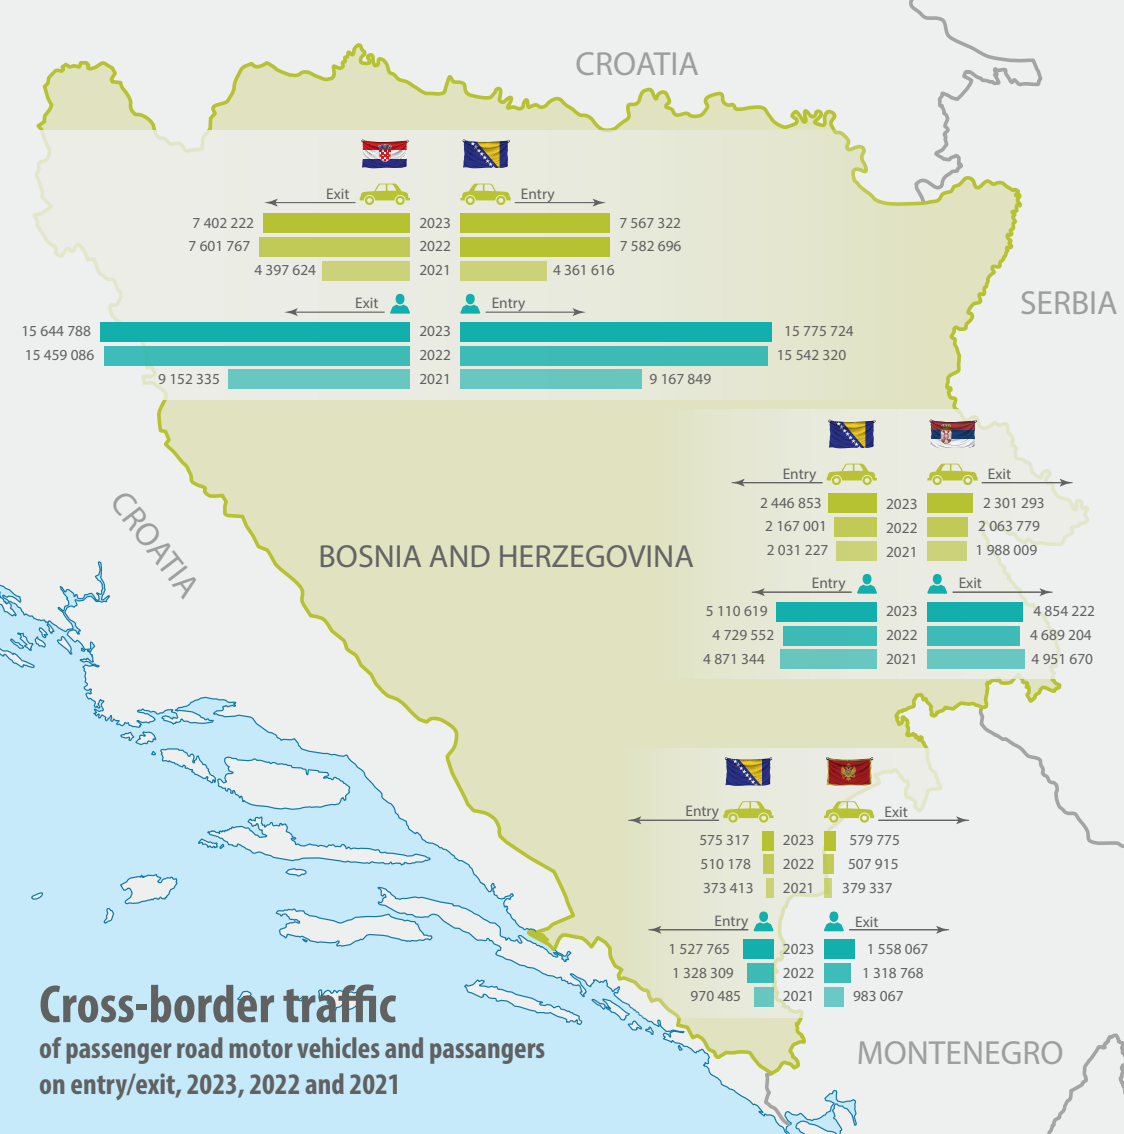 CROATIA
Exit
Entry
7 402 222 2023 7 567 322
7 601 767 2022 7 582 696
4 397 624 2021 4 361 616
Exit
Entry
15 644 788 2023 15 775 724
15 459 086 2022 15 542 320
9 152 335 2021 9 167 849
SERBIA
Entry
Exit
2 446 853 2023 2 301 293
2 167 001 2022 2 063 779
2 031 227 2021 1 988 009
CROATIA
BOSNIA AND HERZEGOVINA
Entry
Exit
5 110 619 2023 4 854 222
4 729 552 2022 4 689 204
4 871 344 2021 4 951 670
Entry
Exit
575 317 2023 579 775
510 178 2022 507 915
373 413 2021 379 337
Entry
Exit
1 527 765 2023 1 558 067
1 328 309 2022 1 318 768
970 485 2021 983 067
Cross-border traffic
of passenger road motor vehicles and passangers
on entry/exit, 2023, 2022 and 2021
MONTENEGRO